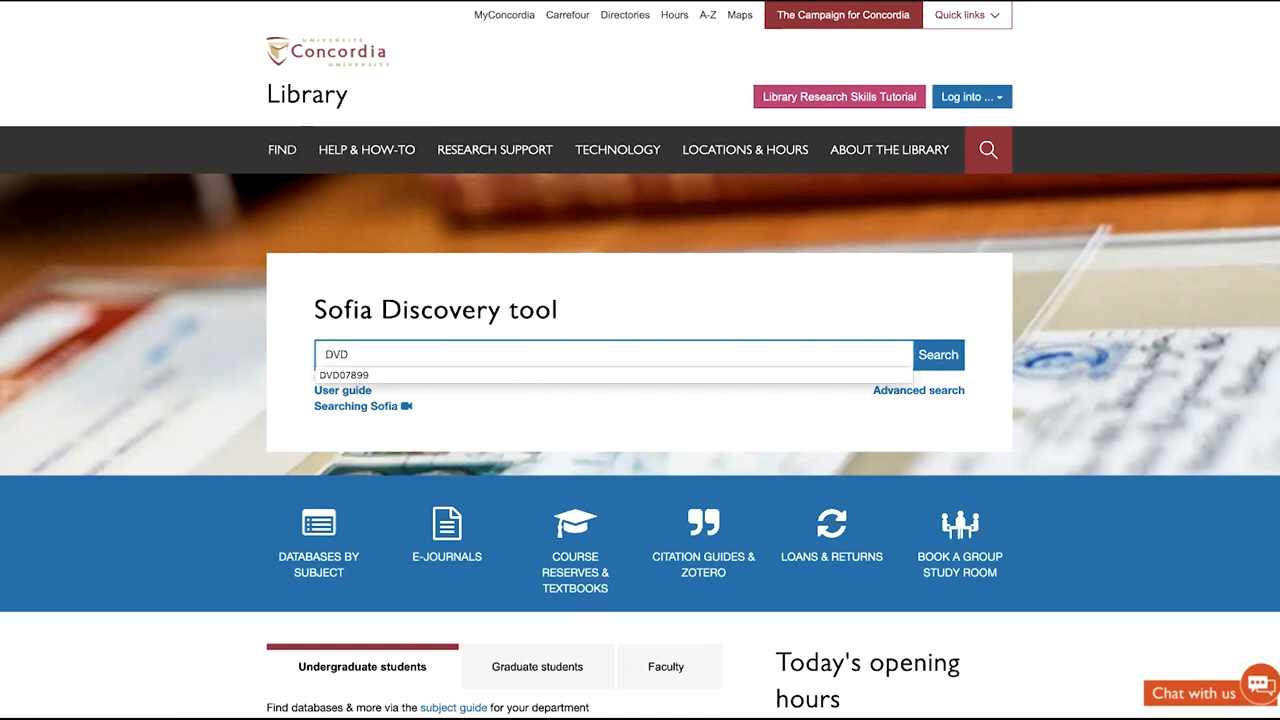 MyConcordia Carrefour Directories Hours A-Z Maps The Campaign for Concordia Quick links
UNIVERSITÉ
Concordia
UNIVERSITY
Library
Library Research Skills Tutorial Log into ...
FIND HELP & HOW-TO RESEARCH SUPPORT TECHNOLOGY LOCATIONS & HOURS ABOUT THE LIBRARY
Sofia Discovery tool
DVD Search
DVD07899
User guide Advanced search
Searching Sofia
DATABASES BY
SUBJECT
E-JOURNALS
COURSE
RESERVES &
TEXTBOOKS
CITATION GUIDES &
ZOTERO
LOANS & RETURNS
BOOK A GROUP
STUDY ROOM
Undergraduate students Graduate students Faculty
Find databases & more via the subject guide for your department
Today's opening
hours
Chat with us